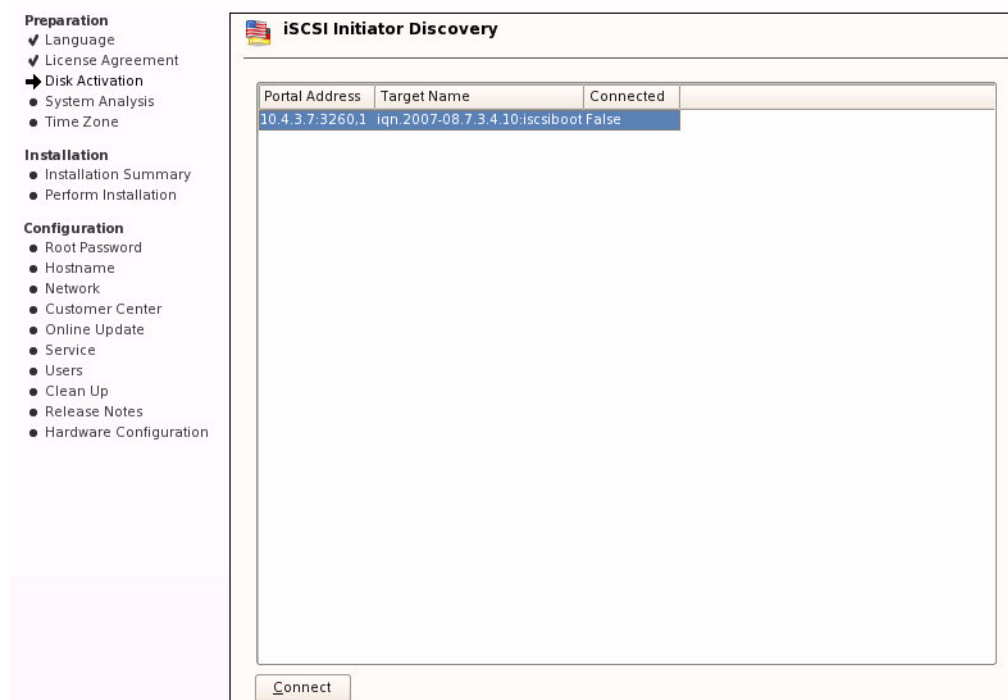 Preparation
Language
License Agreement
Disk Activation
System Analysis
Time Zone
Installation
Installation Summary
Perform Installation
Configuration
Root Password
Hostname
Network
Customer Center
Online Update
Service
Users
Clean Up
Release Notes
Hardware Configuration
iSCSI Initiator Discovery
Portal Address Target Name Connected
10.4.3.7:3260,1 iqn.2007-08.7.3.4.10:iscsiboot False
Connect